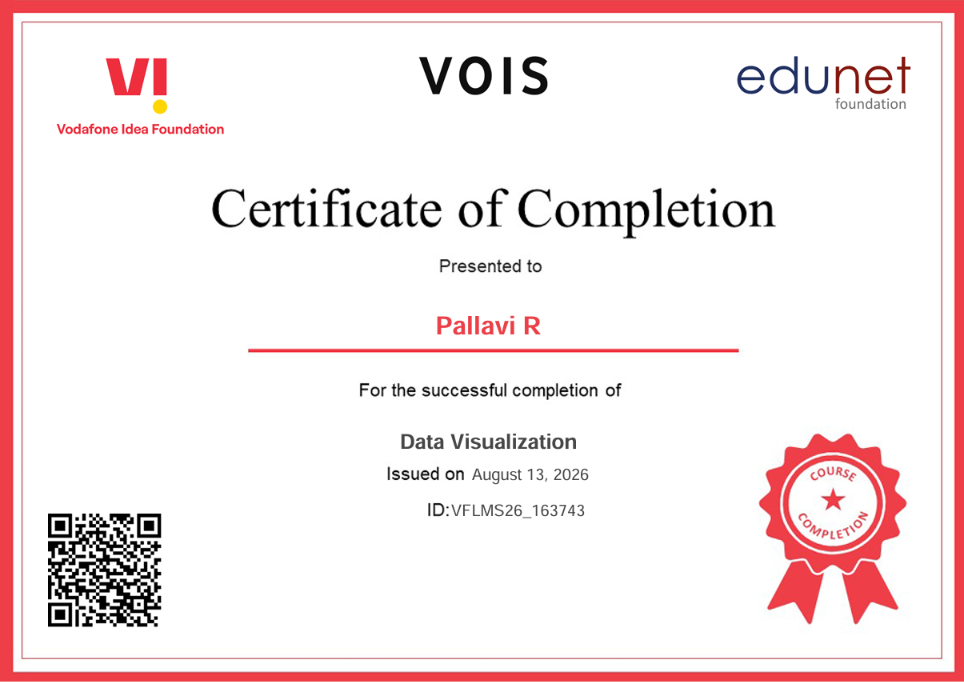 VI
Vodafone Idea Foundation
VOIS
edunet
foundation
Certificate of Completion
Presented to
Pallavi R
For the successful completion of
Data Visualization
Issued on August 13, 2026
ID:VFLMS26_163743
COURSE
COMPLETION